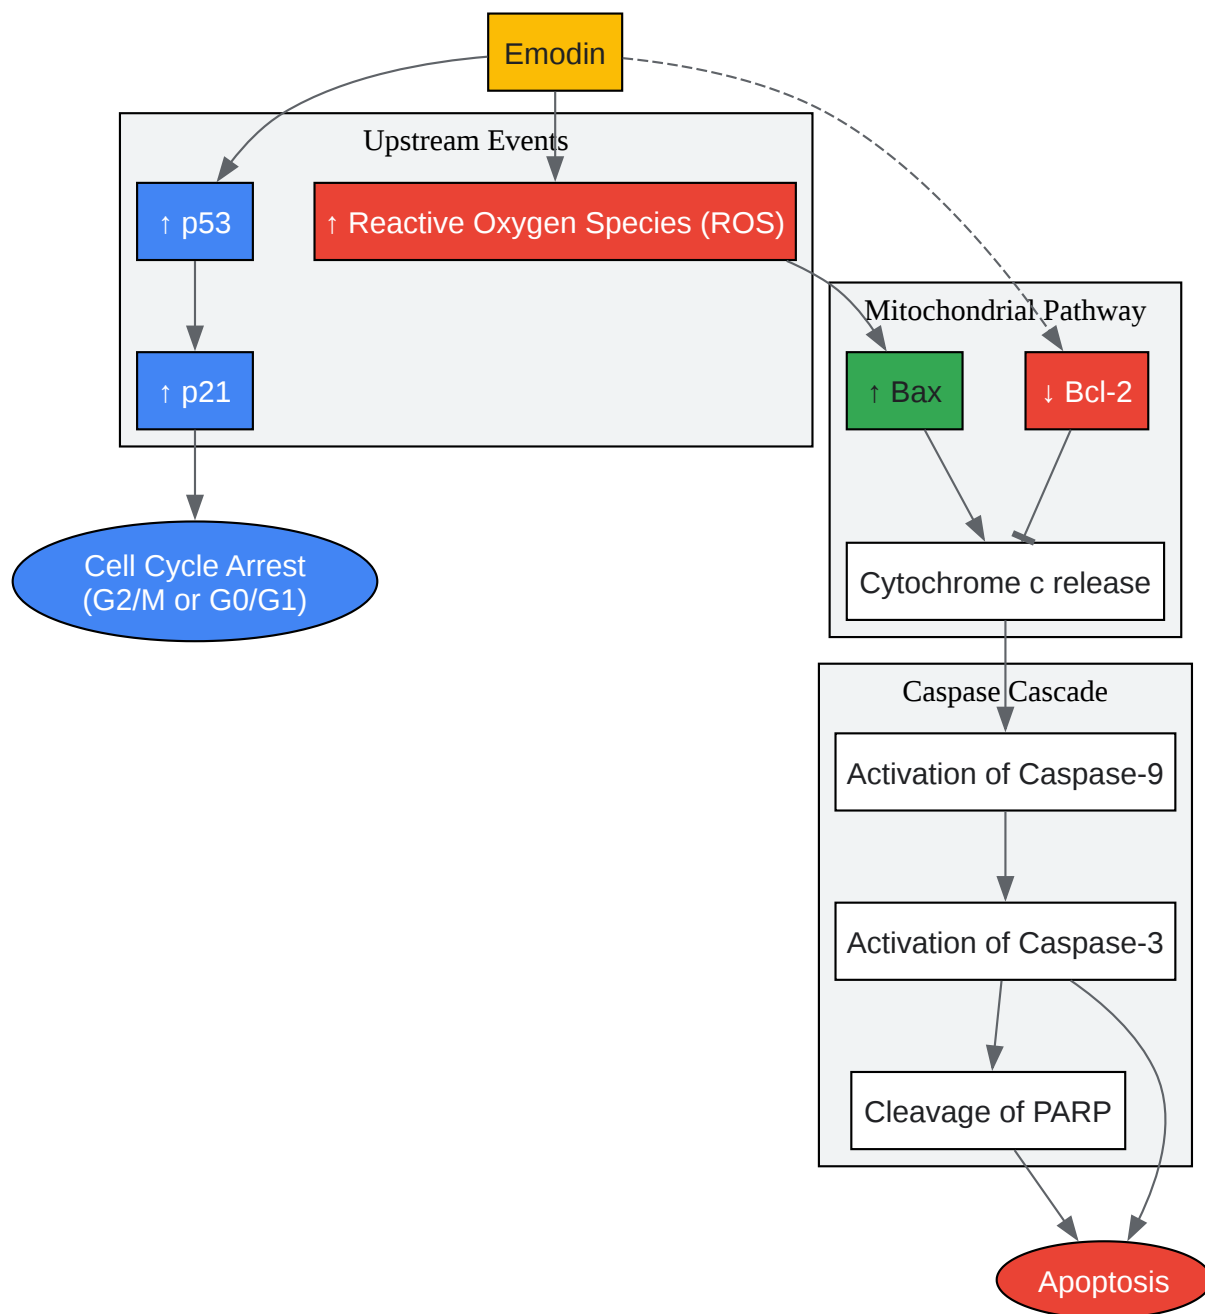 Emodin
Upstream Events
↑ p53
↑ Reactive Oxygen Species (ROS)
Mitochondrial Pathway
↑ p21
↑ Bax
↓ Bcl-2
Cell Cycle Arrest
(G2/M or G0/G1)
Cytochrome c release
Caspase Cascade
Activation of Caspase-9
Activation of Caspase-3
Cleavage of PARP
Apoptosis